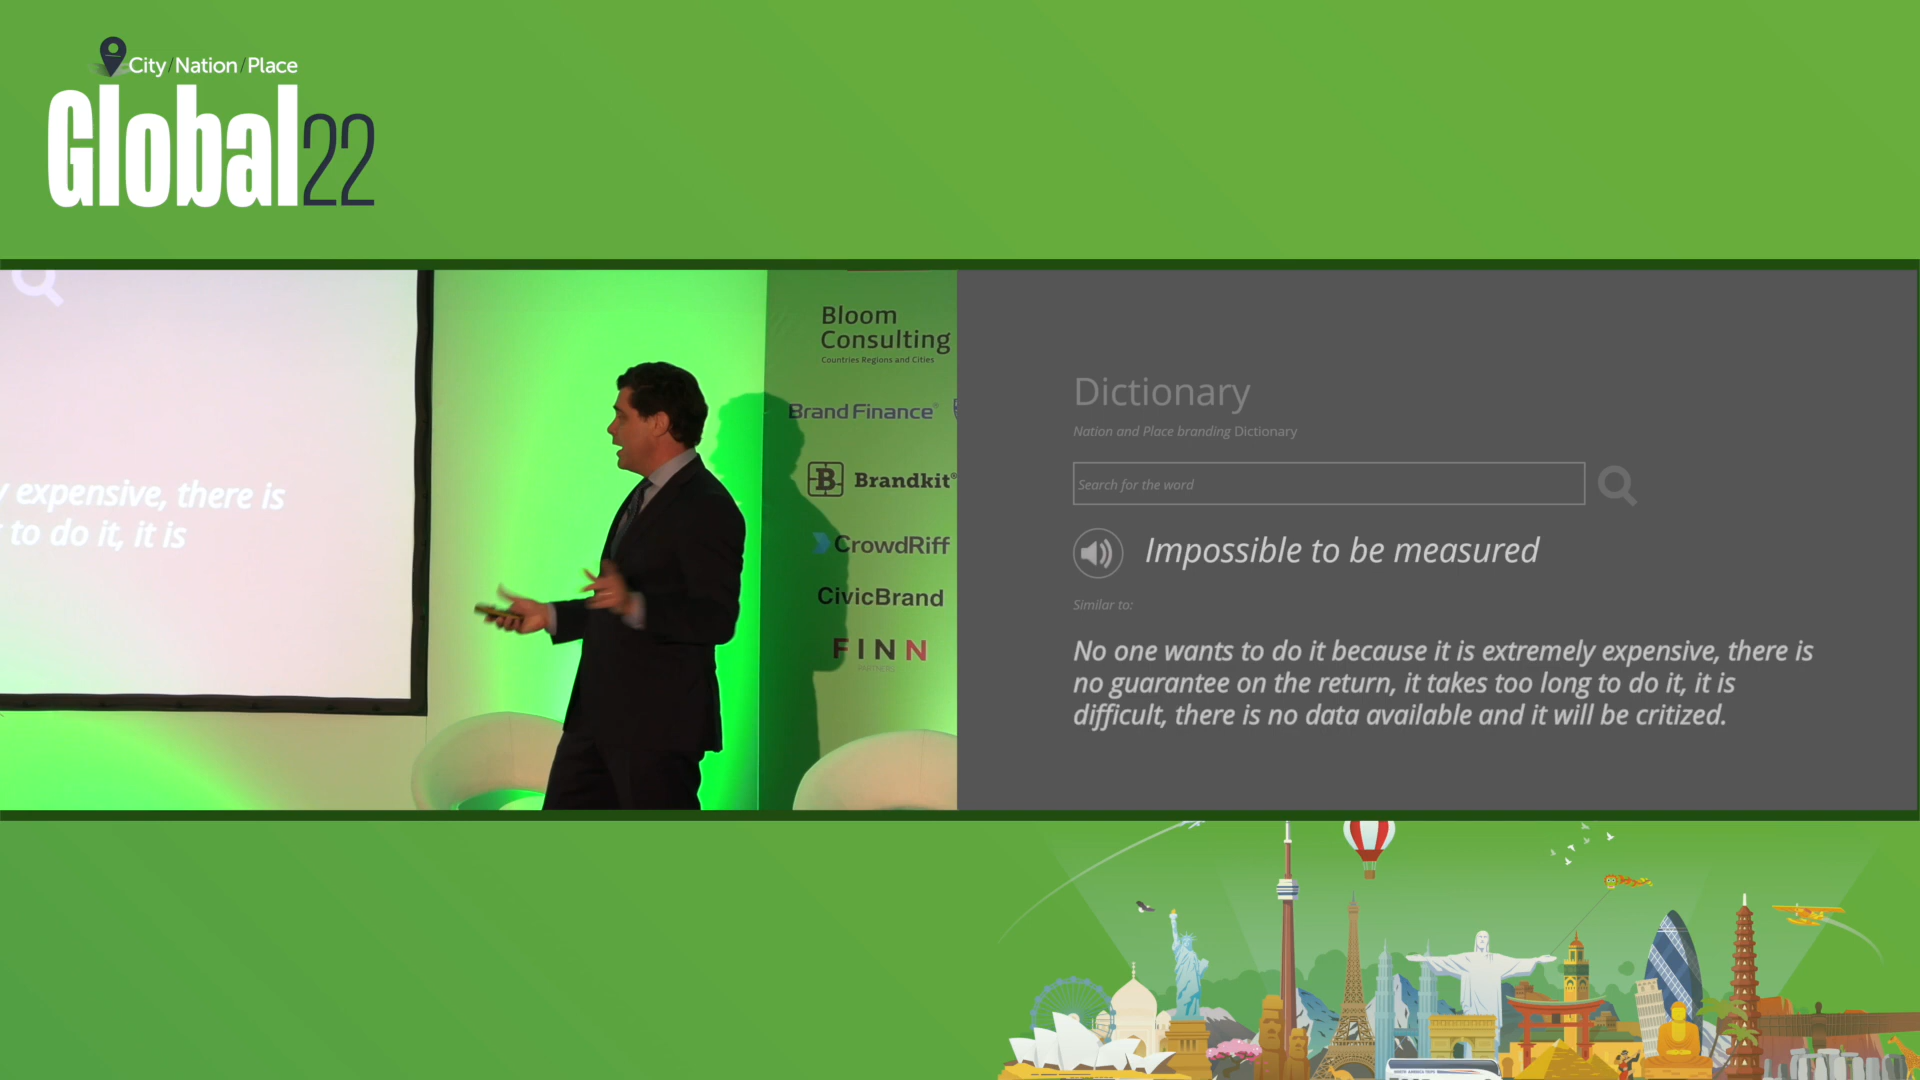 City/Nation/Place
Global22
y expensive, there is
to do it, it is
Bloom
Consulting
Countries Regions and Cities
Brand Finance®
B Brandkit®
CrowdRiff
CivicBrand
FINN
PARTNERS
Dictionary
Nation and Place branding Dictionary
Search for the word
Impossible to be measured
Similar to:
No one wants to do it because it is extremely expensive, there is
no guarantee on the return, it takes too long to do it, it is
difficult, there is no data available and it will be critized.